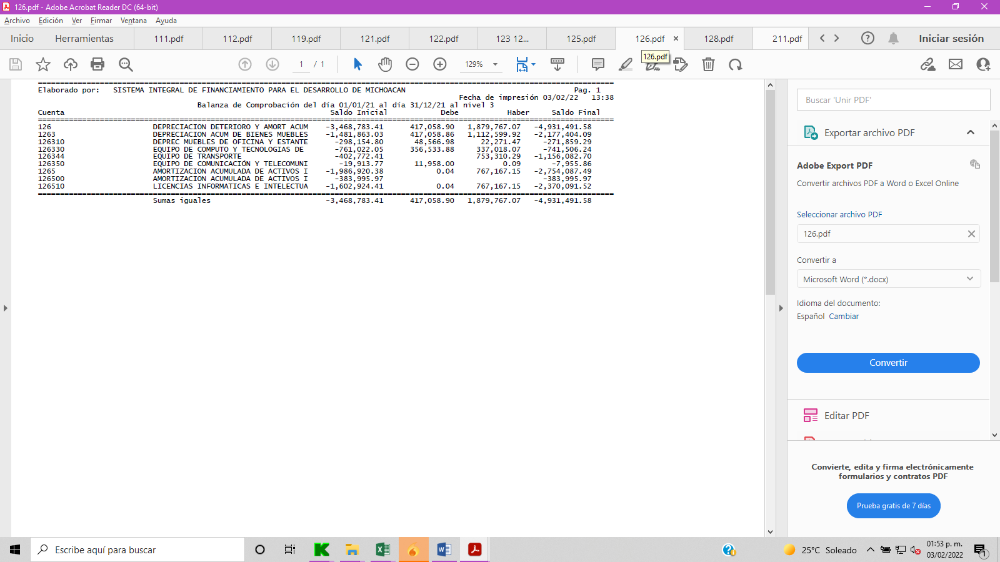 126.pdf - Adobe Acrobat Reader DC (64-bit)
Archivo Edición Ver Firmar Ventana Ayuda
Inicio Herramientas 111.pdf 112.pdf 119.pdf 121.pdf 122.pdf 123 12... 125.pdf 126.pdf × 128.pdf 211.pdf Iniciar sesión
1 / 1 129%
126.pdf
Elaborado por: SISTEMA INTEGRAL DE FINANCIAMIENTO PARA EL DESARROLLO DE MICHOACAN Pag. 1
Fecha de impresión 03/02/22 13:38
Balanza de Comprobación del día 01/01/21 al día 31/12/21 al nivel 3
Cuenta Saldo Inicial Debe Haber Saldo Final
126 DEPRECIACION DETERIORO Y AMORT ACUM -3,468,783.41 417,058.90 1,879,767.07 -4,931,491.58
1263 DEPRECIACION ACUM DE BIENES MUEBLES -1,481,863.03 417,058.86 1,112,599.92 -2,177,404.09
126310 DEPREC MUEBLES DE OFICINA Y ESTANTE -298,154.80 48,566.98 22,271.47 -271,859.29
126330 EQUIPO DE COMPUTO Y TECNOLOGIAS DE -761,022.05 356,533.88 337,018.07 -741,506.24
126344 EQUIPO DE TRANSPORTE -402,772.41 753,310.29 -1,156,082.70
126350 EQUIPO DE COMUNICACIÓN Y TELECOMUNI -19,913.77 11,958.00 0.09 -7,955.86
1265 AMORTIZACION ACUMULADA DE ACTIVOS I -1,986,920.38 0.04 767,167.15 -2,754,087.49
126500 AMORTIZACION ACUMULADA DE ACTIVOS I -383,995.97 -383,995.97
126510 LICENCIAS INFORMATICAS E INTELECTUA -1,602,924.41 0.04 767,167.15 -2,370,091.52
Sumas iguales -3,468,783.41 417,058.90 1,879,767.07 -4,931,491.58
Buscar 'Unir PDF'
Exportar archivo PDF
Adobe Export PDF
Convertir archivos PDF a Word o Excel Online
Seleccionar archivo PDF
126.pdf
Convertir a
Microsoft Word (*.docx)
Idioma del documento:
Español Cambiar
Convertir
Editar PDF
Convierte, edita y firma electrónicamente
formularios y contratos PDF
Prueba gratis de 7 días
Escribe aquí para buscar
25°C Soleado
01:53 p. m.
03/02/2022
1